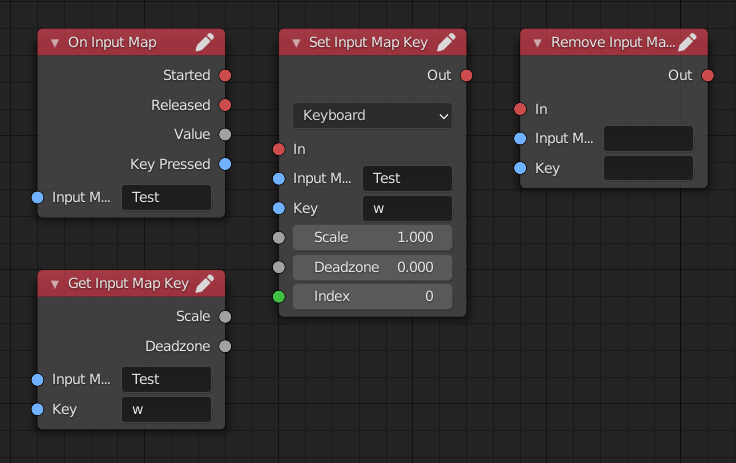 On Input Map
Started
Released
Value
Key Pressed
Input M... Test
Get Input Map Key
Scale
Deadzone
Input M... Test
Key w
Set Input Map Key
Out
Keyboard
In
Input M... Test
Key w
Scale 1.000
Deadzone 0.000
Index 0
Remove Input Ma...
Out
In
Input M...
Key